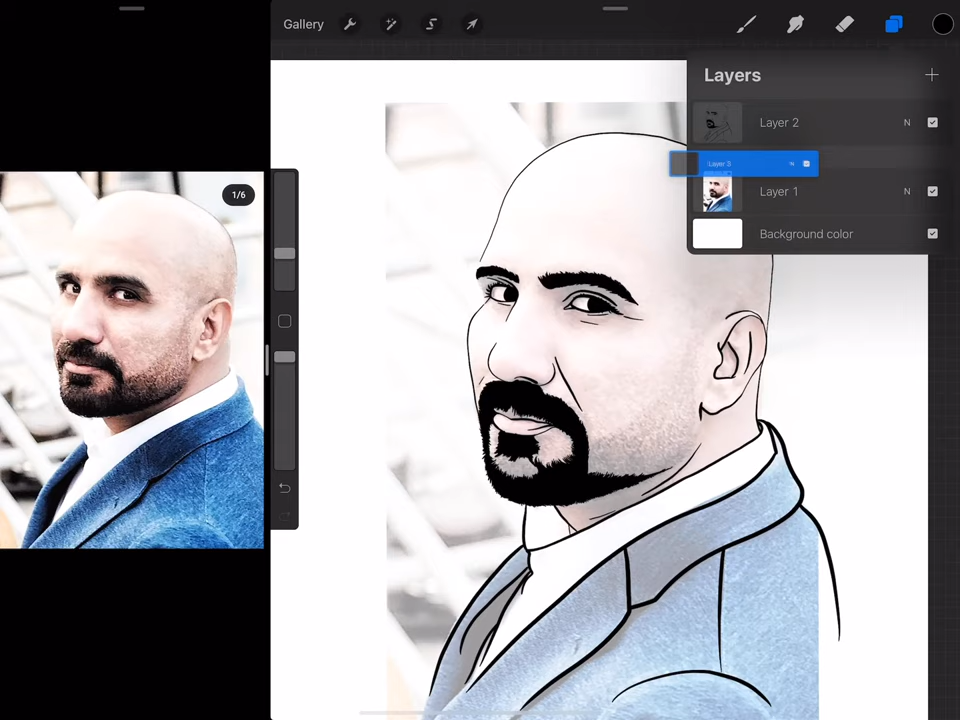 Gallery
1/6
Layers
Layer 2 N
Layer 3 N
Layer 1 N
Background color